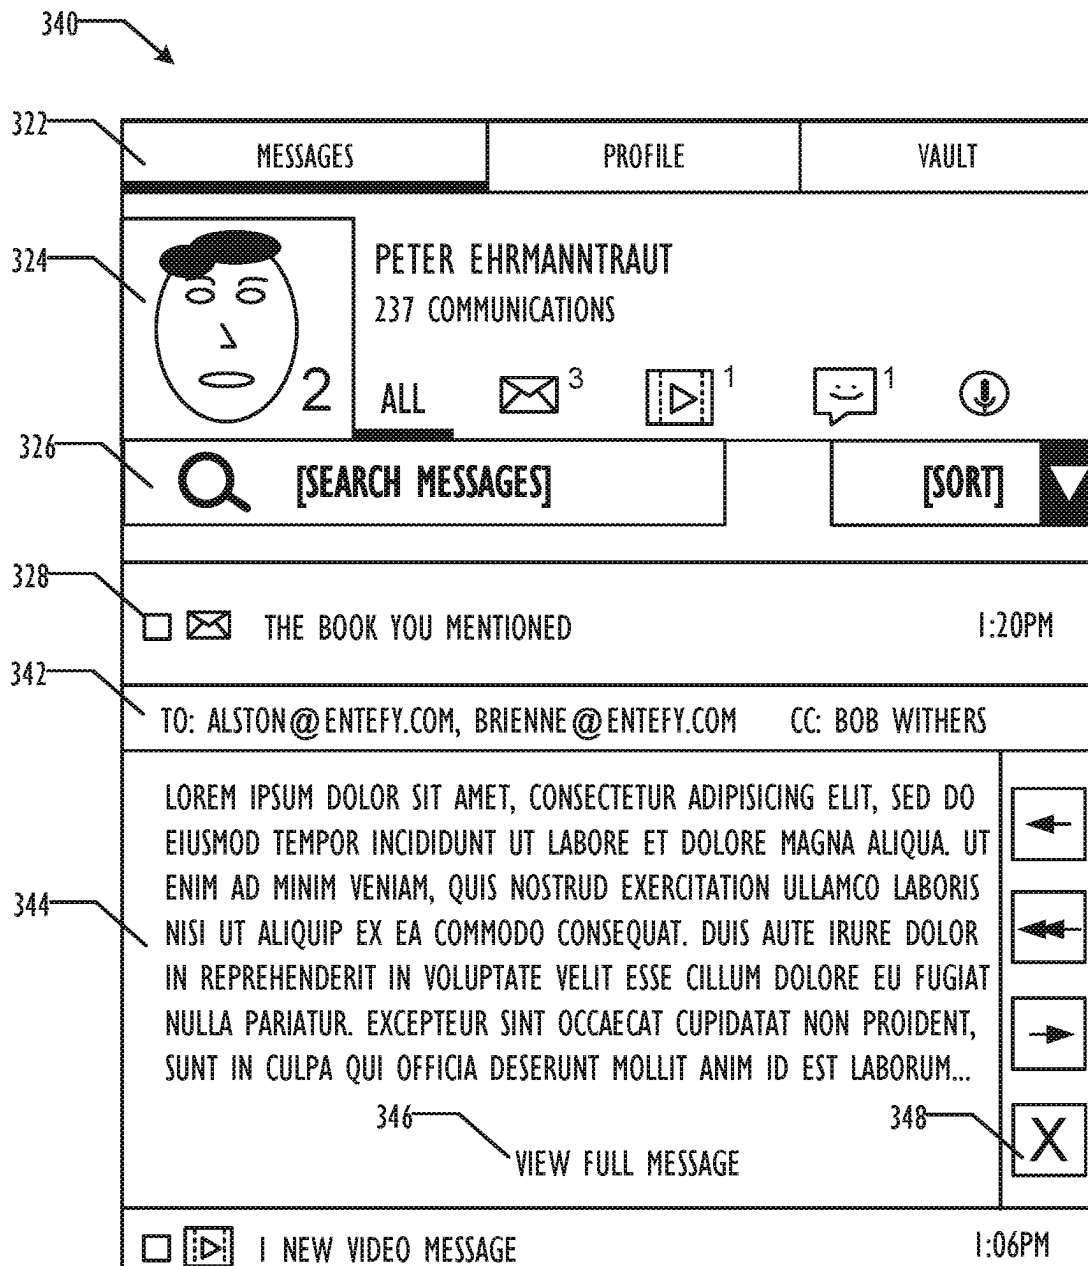 340
322
MESSAGES PROFILE VAULT
324
PETER EHRMANNTRAUT
237 COMMUNICATIONS
2 ALL 3 1 1
326
[SEARCH MESSAGES] [SORT]
328
THE BOOK YOU MENTIONED 1:20PM
342
TO: ALSTON@ENTEFY.COM, BRIENNE@ENTEFY.COM CC: BOB WITHERS
LOREM IPSUM DOLOR SIT AMET, CONSECTETUR ADIPISICING ELIT, SED DO
EIUSMOD TEMPOR INCIDIDUNT UT LABORE ET DOLORE MAGNA ALIQUA. UT
ENIM AD MINIM VENIAM, QUIS NOSTRUD EXERCITATION ULLAMCO LABORIS
344
NISI UT ALIQUIP EX EA COMMODO CONSEQUAT. DUIS AUTE IRURE DOLOR
IN REPREHENDERIT IN VOLUPTATE VELIT ESSE CILLUM DOLORE EU FUGIAT
NULLA PARIATUR. EXCEPTEUR SINT OCCAECAT CUPIDATAT NON PROIDENT,
SUNT IN CULPA QUI OFFICIA DESERUNT MOLLIT ANIM ID EST LABORUM...
346 348
VIEW FULL MESSAGE X
1 NEW VIDEO MESSAGE 1:06PM